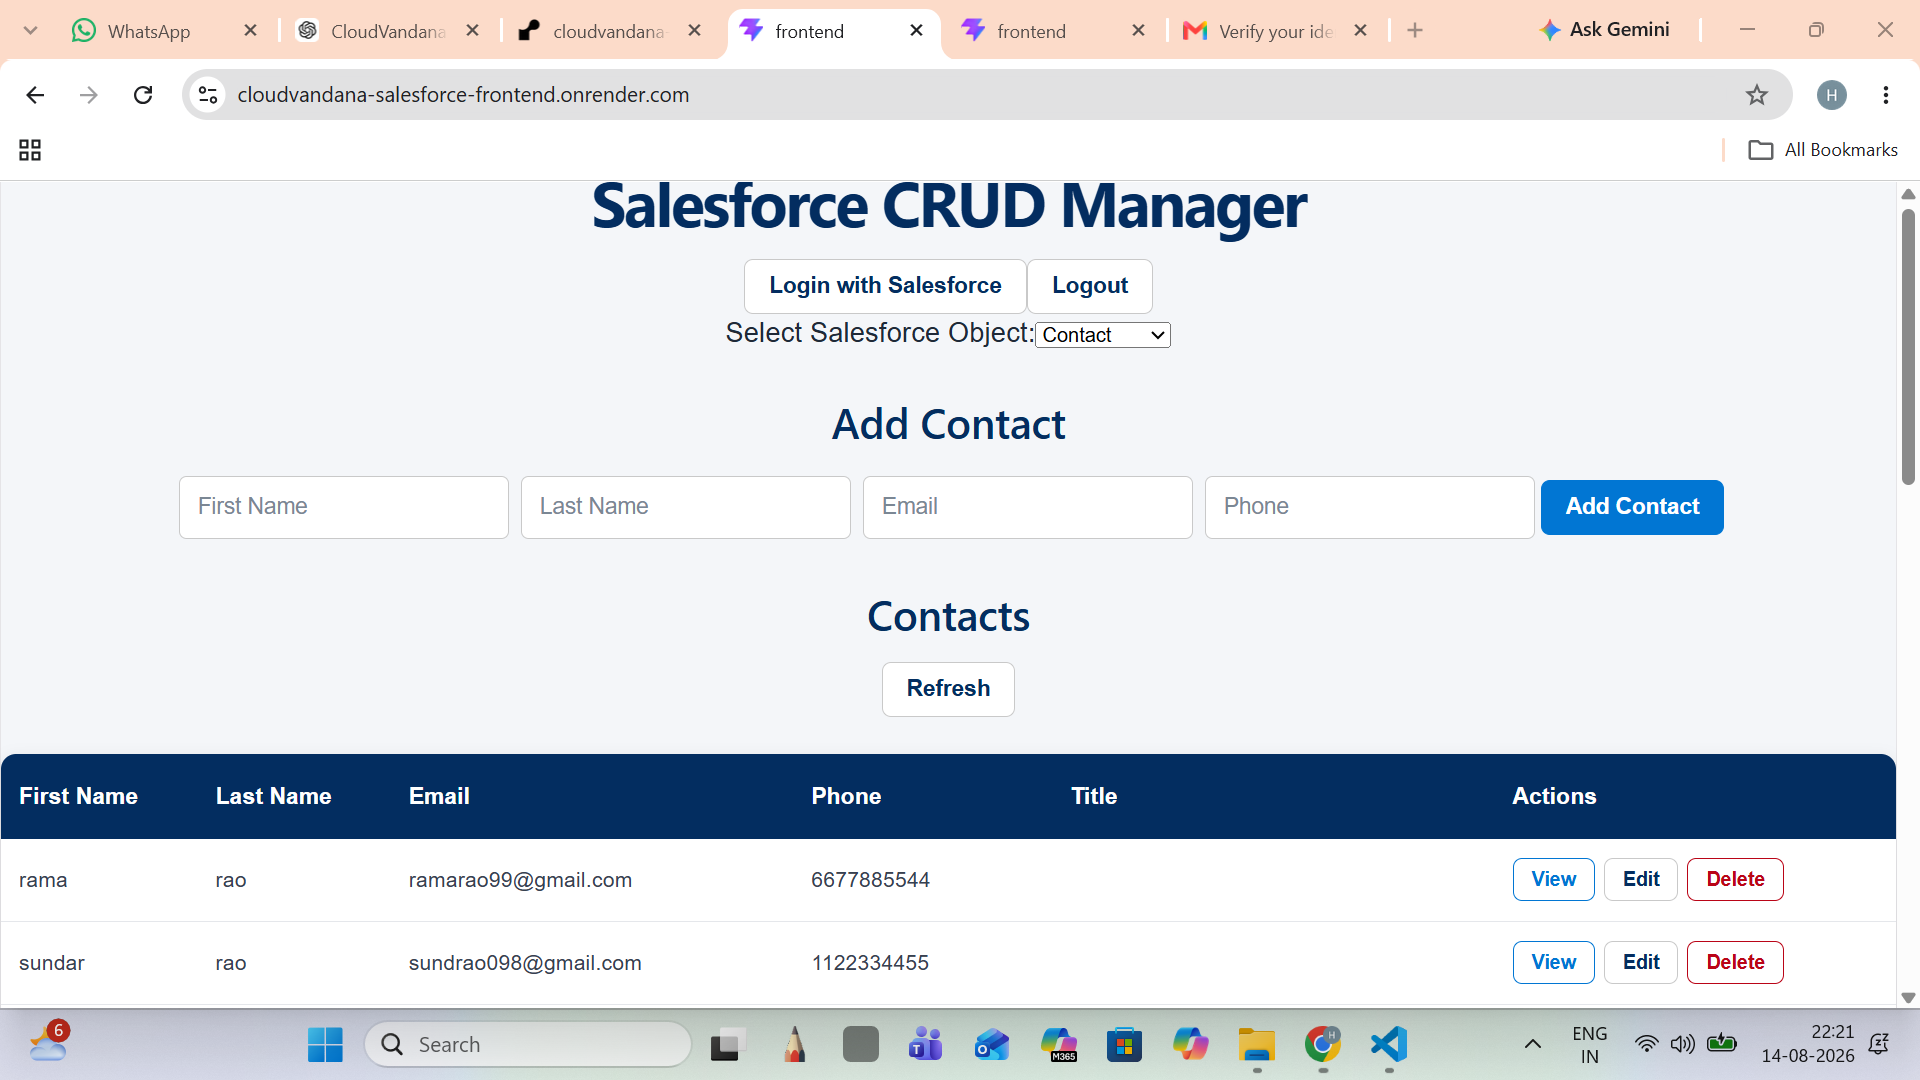 WhatsApp
CloudVandana
cloudvandana-
frontend
frontend
Verify your ide
Ask Gemini
cloudvandana-salesforce-frontend.onrender.com
H
All Bookmarks
Salesforce CRUD Manager
Login with Salesforce
Logout
Select Salesforce Object: Contact
Add Contact
First Name
Last Name
Email
Phone
Add Contact
Contacts
Refresh
First Name Last Name Email Phone Title Actions
rama rao ramarao99@gmail.com 6677885544 View Edit Delete
sundar rao sundrao098@gmail.com 1122334455 View Edit Delete
6
Search
T
O
M365
H
ENG
IN
22:21
14-08-2026